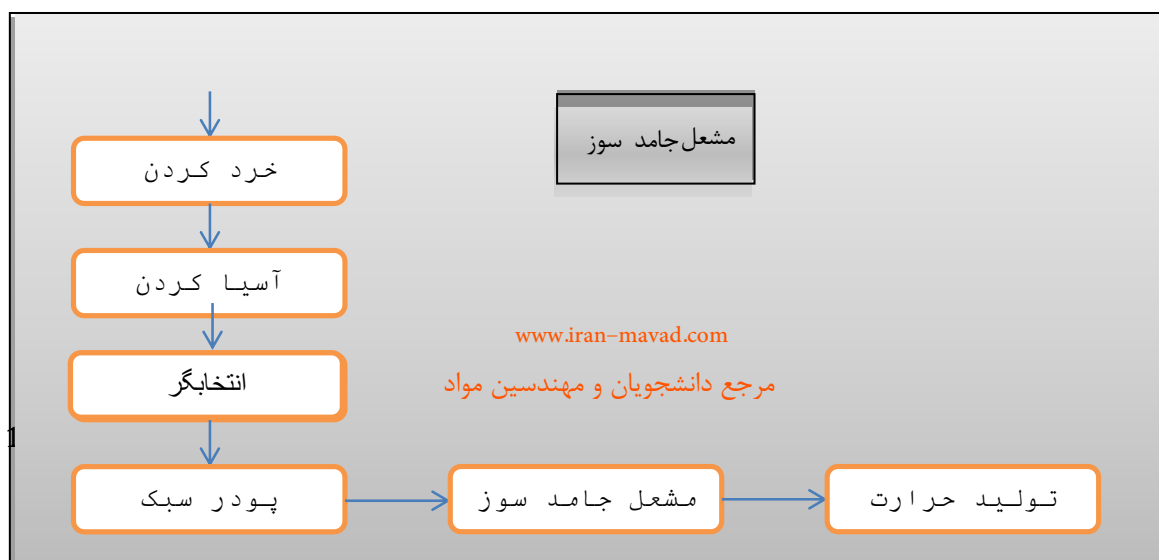 مشعل جامد سوز
خرد کردن
آسیا کردن
www.iran-mavad.com
انتخابگر
مرجع دانشجویان و مهندسین مواد
1
پودر سبک
مشعل جامد سوز
تولید حرارت